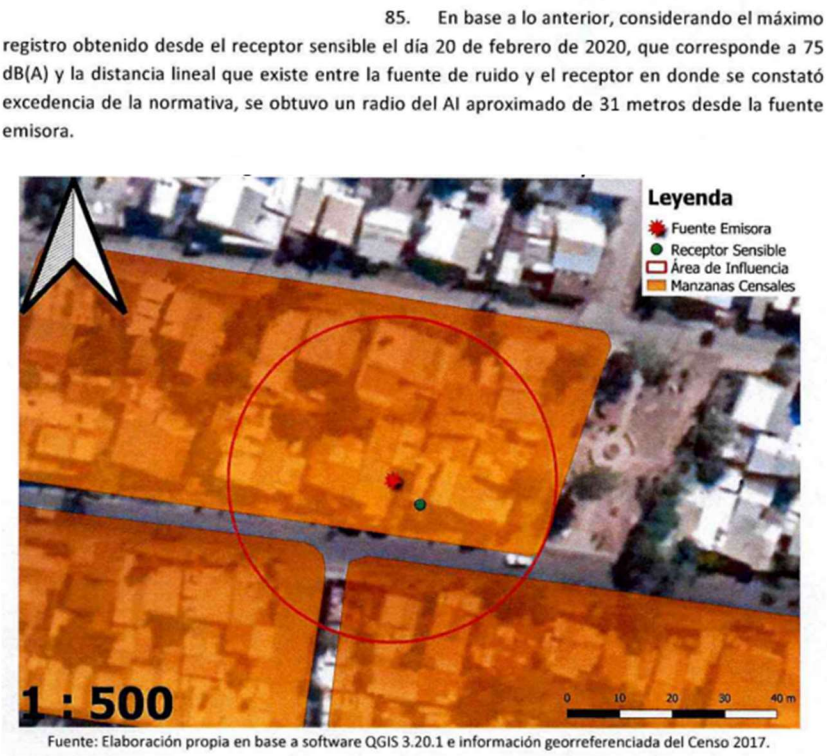 85. En base a lo anterior, considerando el máximo
registro obtenido desde el receptor sensible el día 20 de febrero de 2020, que corresponde a 75
dB(A) y la distancia lineal que existe entre la fuente de ruido y el receptor en donde se constató
excedencia de la normativa, se obtuvo un radio del AI aproximado de 31 metros desde la fuente
emisora.
Leyenda
Fuente Emisora
Receptor Sensible
Área de Influencia
Manzanas Censales
1 : 500
0 10 20 30 40 m
Fuente: Elaboración propia en base a software QGIS 3.20.1 e información georreferenciada del Censo 2017.